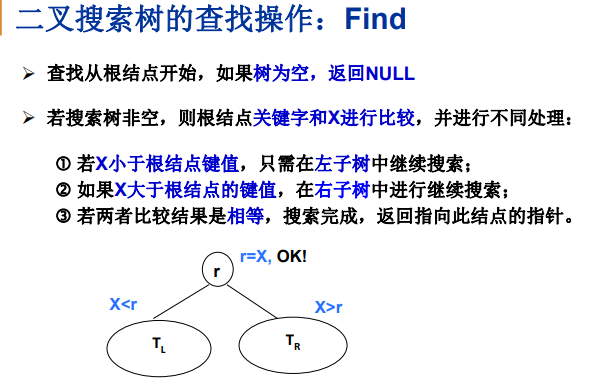 二叉搜索树的查找操作：Find
➢ 查找从根结点开始，如果树为空，返回NULL
➢ 若搜索树非空，则根结点关键字和X进行比较，并进行不同处理：
① 若X小于根结点键值，只需在左子树中继续搜索；
② 如果X大于根结点的键值，在右子树中进行继续搜索；
③ 若两者比较结果是相等，搜索完成，返回指向此结点的指针。
r=X, OK!
r
X<r
X>r
TL
TR